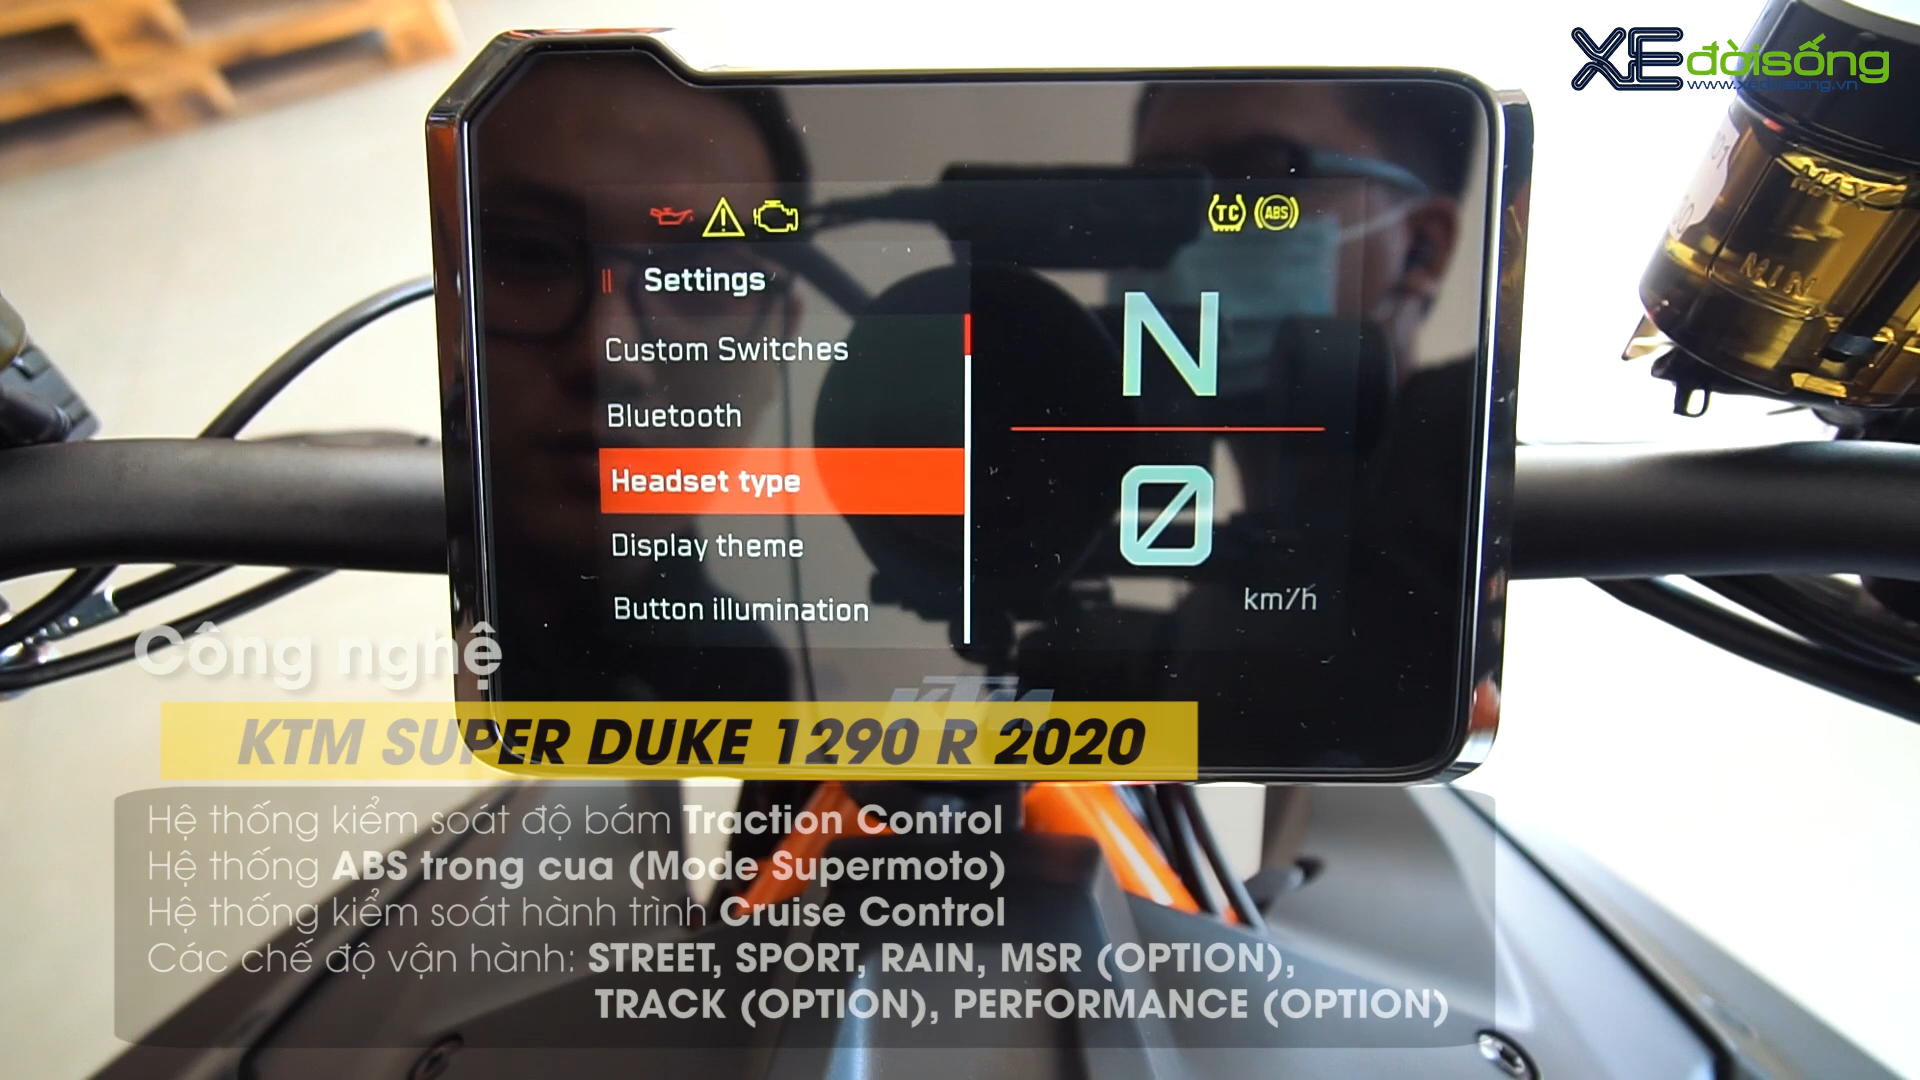 XEđờisống
www.xedoisong.vn
TC
ABS
Settings
Custom Switches
Bluetooth
Headset type
Display theme
Button illumination
N
0
km/h
MAX
MIN
KTM
Công nghệ
KTM SUPER DUKE 1290 R 2020
Hệ thống kiểm soát độ bám Traction Control
Hệ thống ABS trong cua (Mode Supermoto)
Hệ thống kiểm soát hành trình Cruise Control
Các chế độ vận hành: STREET, SPORT, RAIN, MSR (OPTION),
TRACK (OPTION), PERFORMANCE (OPTION)